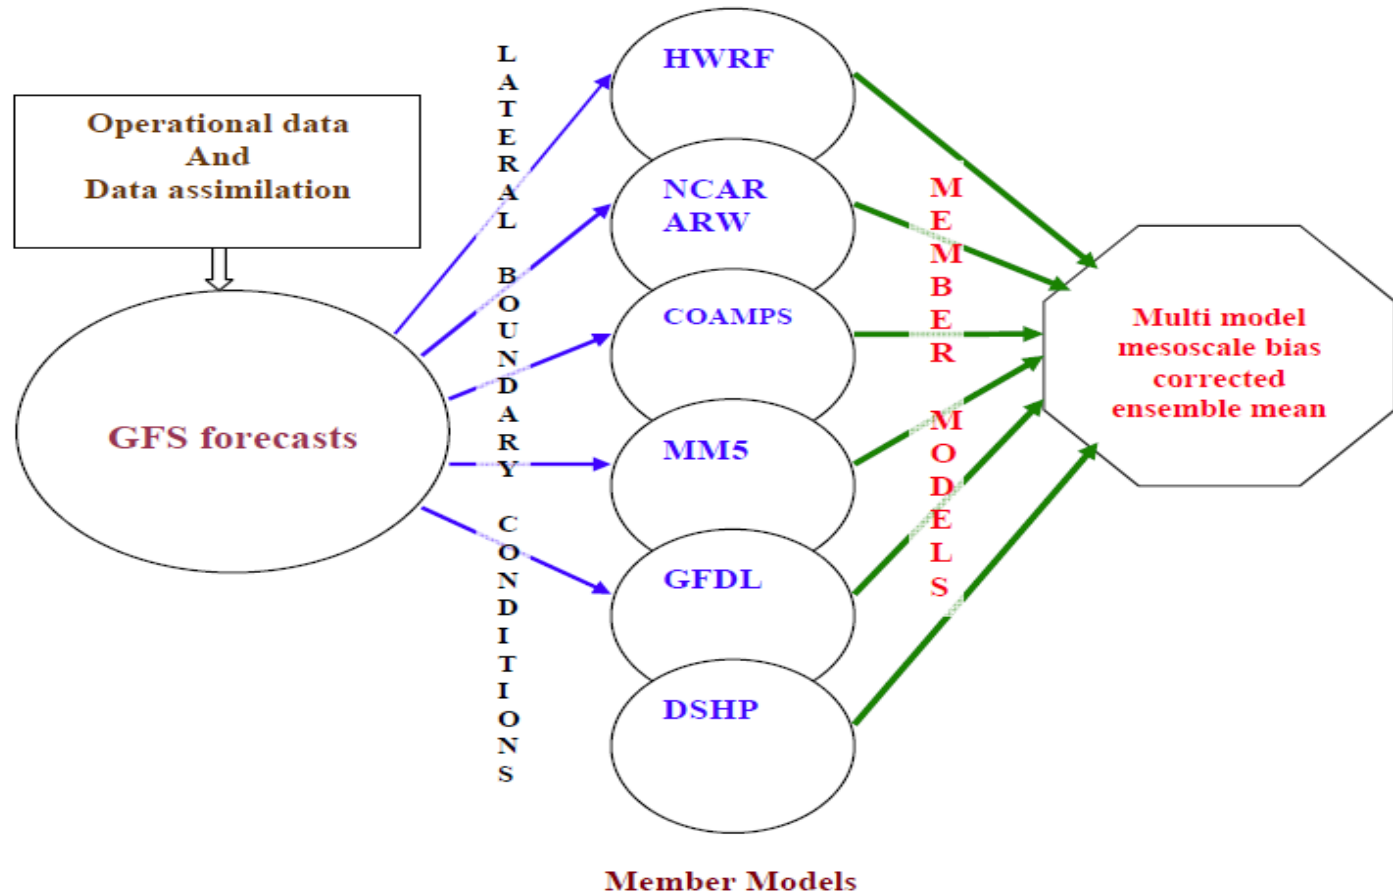 Operational data
And
Data assimilation
GFS forecasts
LATERAL BOUNDARY CONDITIONS
HWRF
NCAR
ARW
COAMPS
MM5
GFDL
DSHP
MEMBER MODELS
Multi model
mesoscale bias
corrected
ensemble mean
Member Models